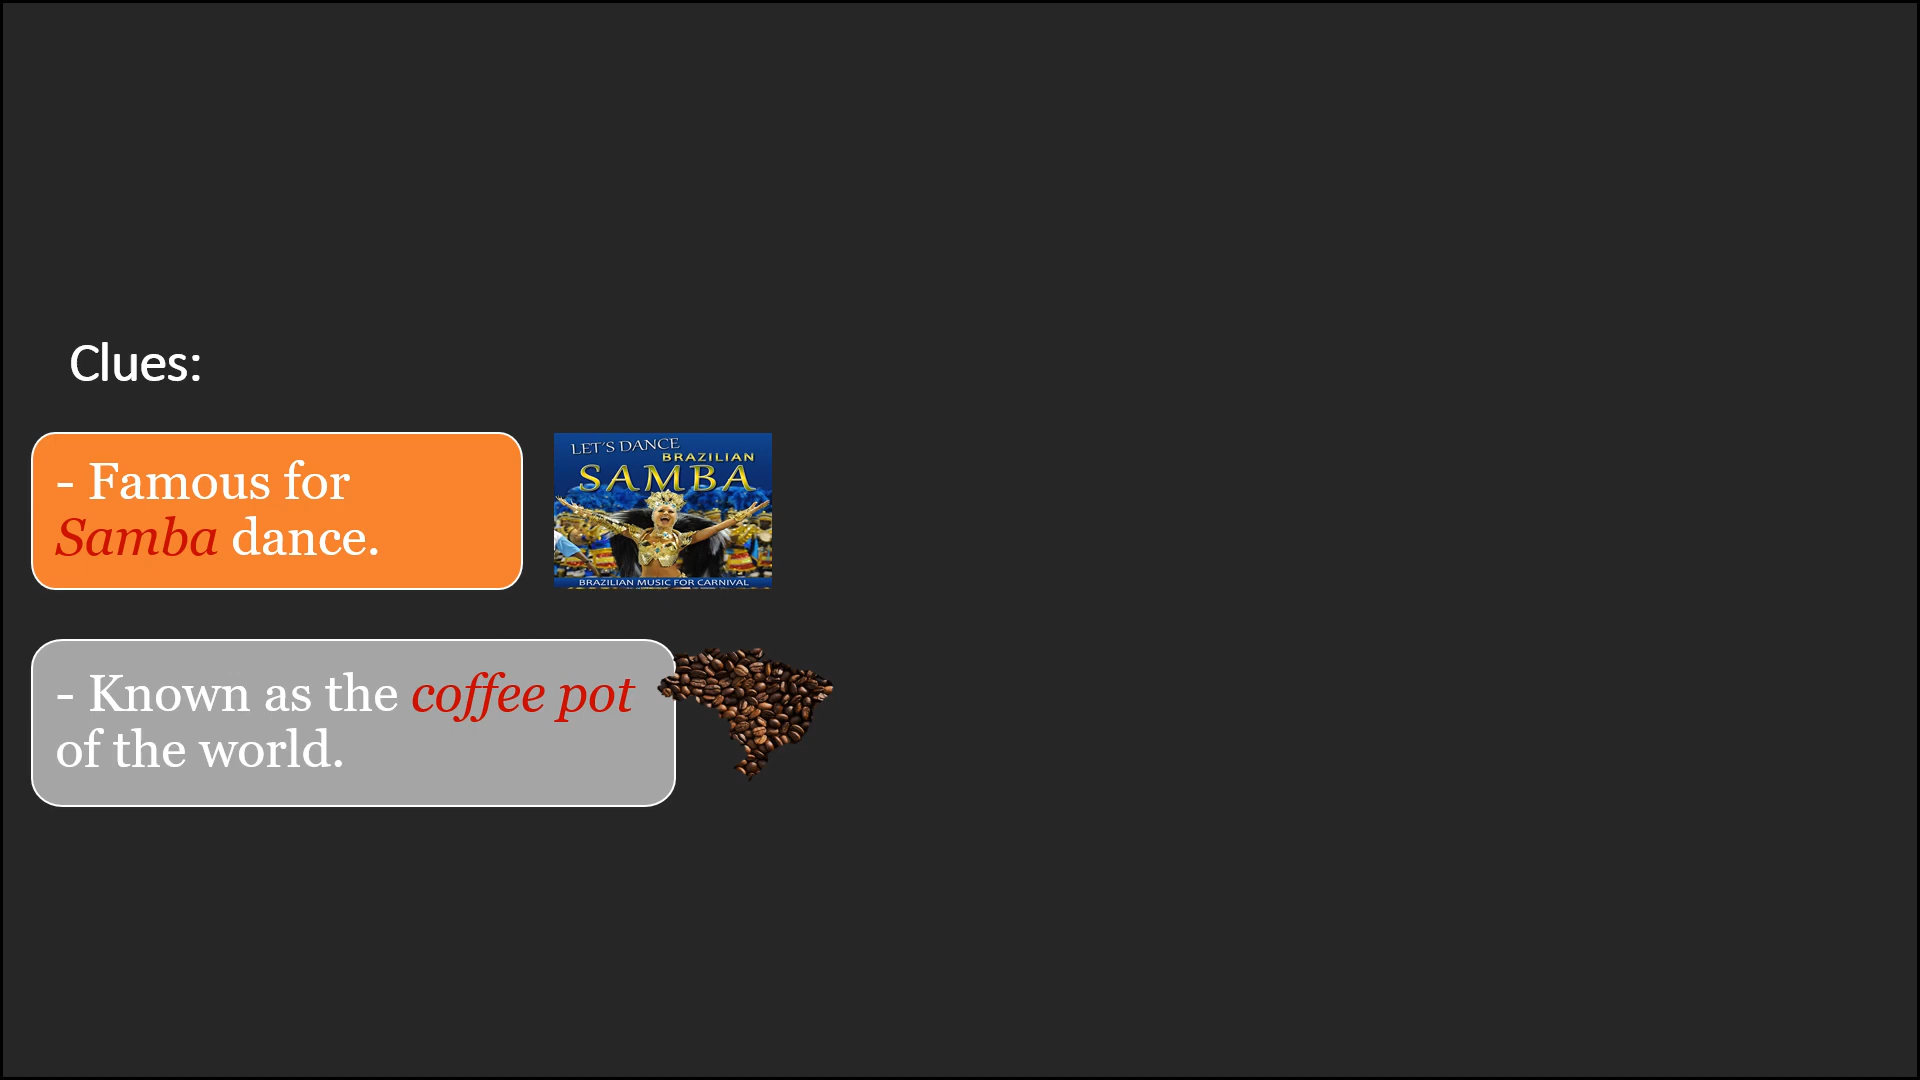 Clues:
- Famous for
Samba dance.
LET'S DANCE
BRAZILIAN
SAMBA
BRAZILIAN MUSIC FOR CARNIVAL
- Known as the coffee pot
of the world.